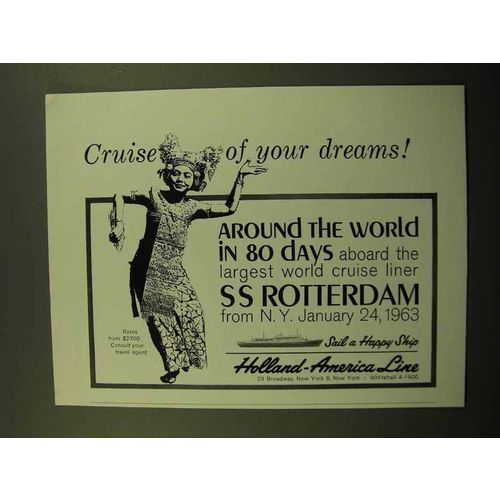 Cruise of your dreams!
AROUND THE WORLD
IN 80 days aboard the
largest world cruise liner
SS ROTTERDAM
from N.Y. January 24, 1963
Rates
from $2700
Consult your
travel agent
Sail a Happy Ship
Holland-America Line
29 Broadway, New York 6, New York · WHitehall 4-1900